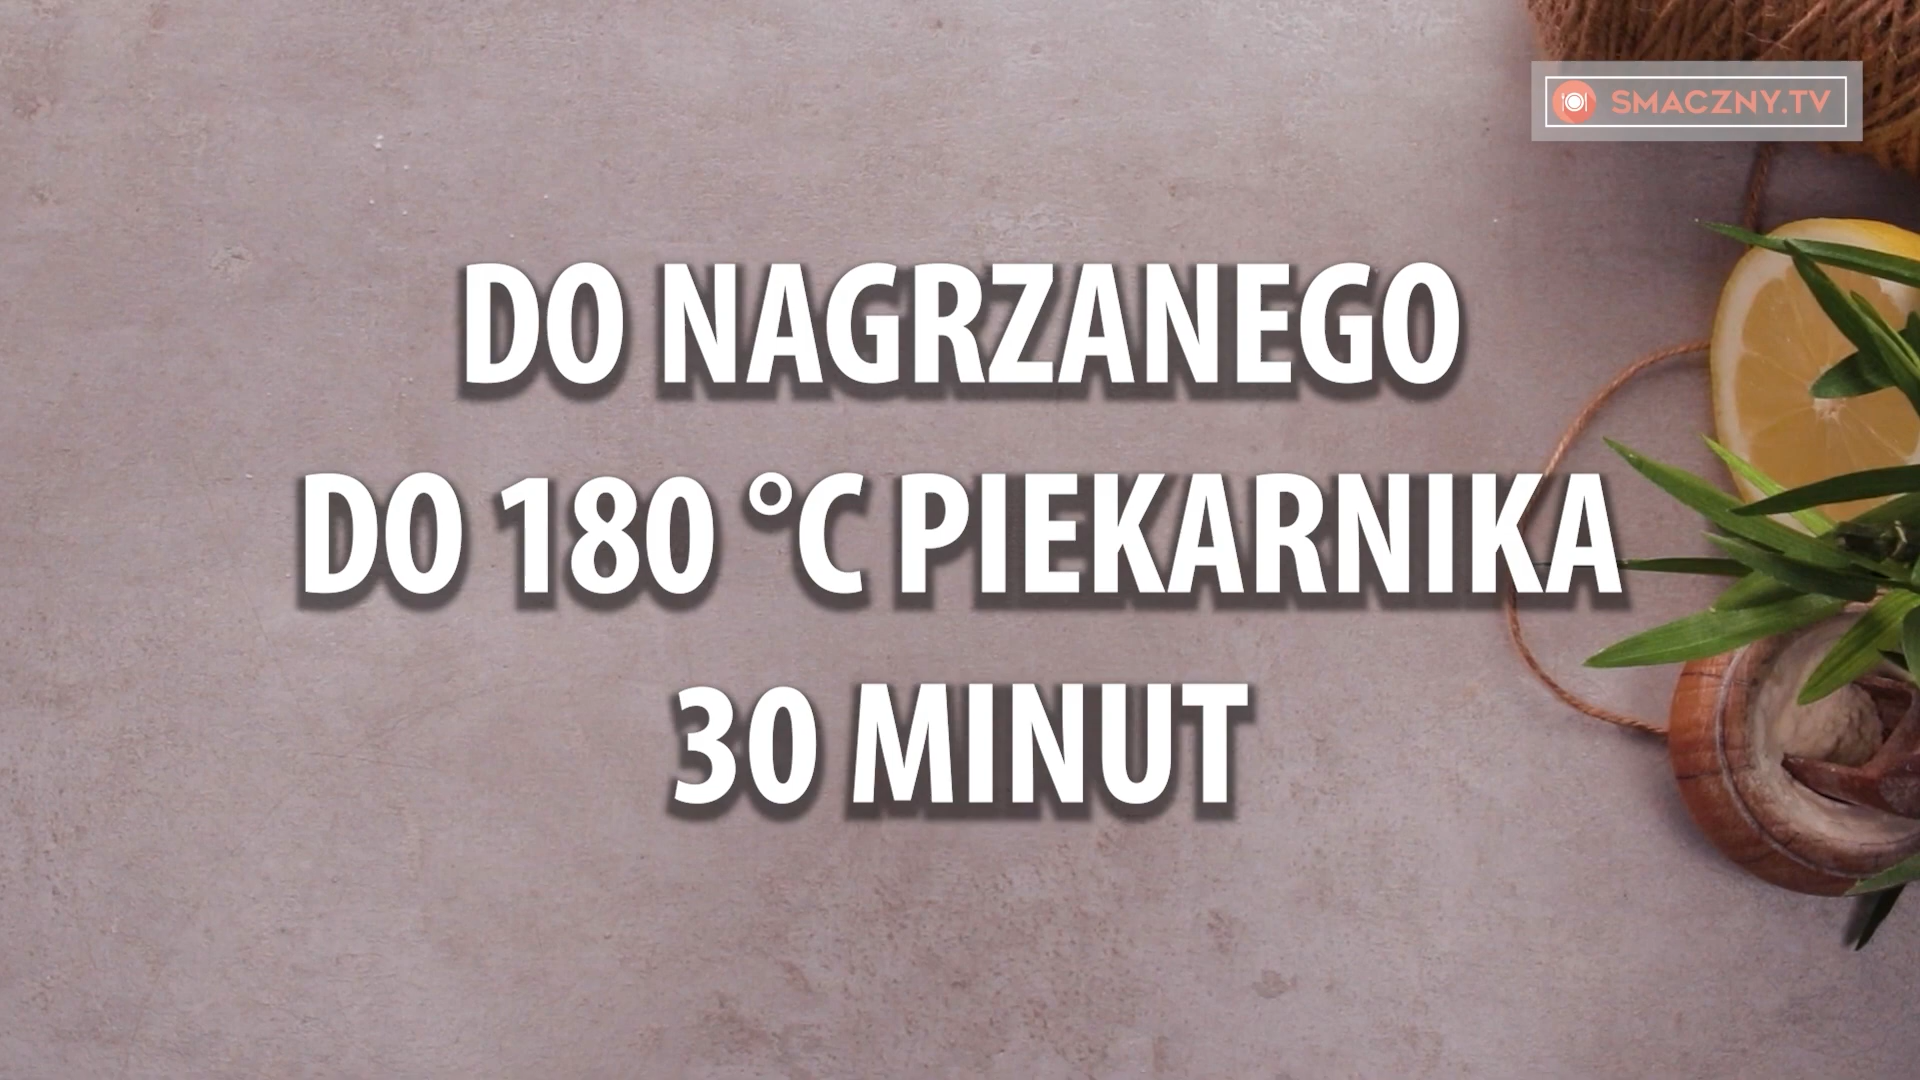 SMACZNY.TV
DO NAGRZANEGO
DO 180 °C PIEKARNIKA
30 MINUT